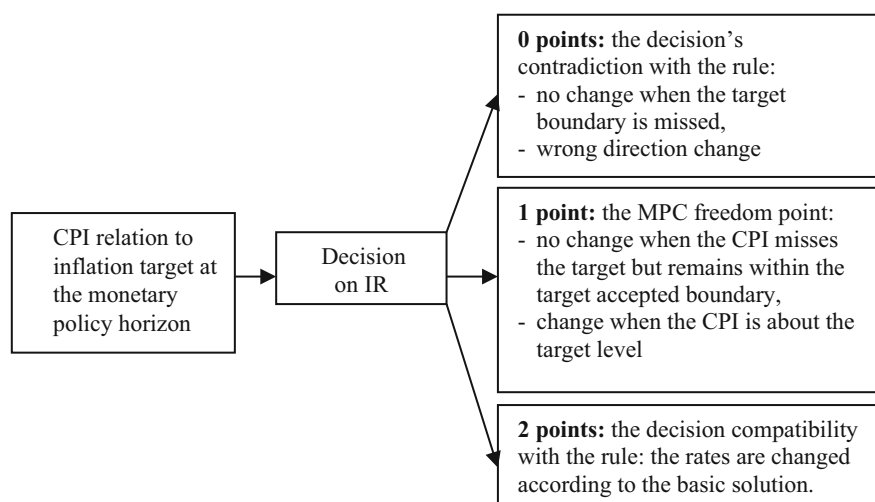 CPI relation to
inflation target at
the monetary
policy horizon
Decision
on IR
0 points: the decision's
contradiction with the rule:
- no change when the target
boundary is missed,
- wrong direction change
1 point: the MPC freedom point:
- no change when the CPI misses
the target but remains within the
target accepted boundary,
- change when the CPI is about the
target level
2 points: the decision compatibility
with the rule: the rates are changed
according to the basic solution.